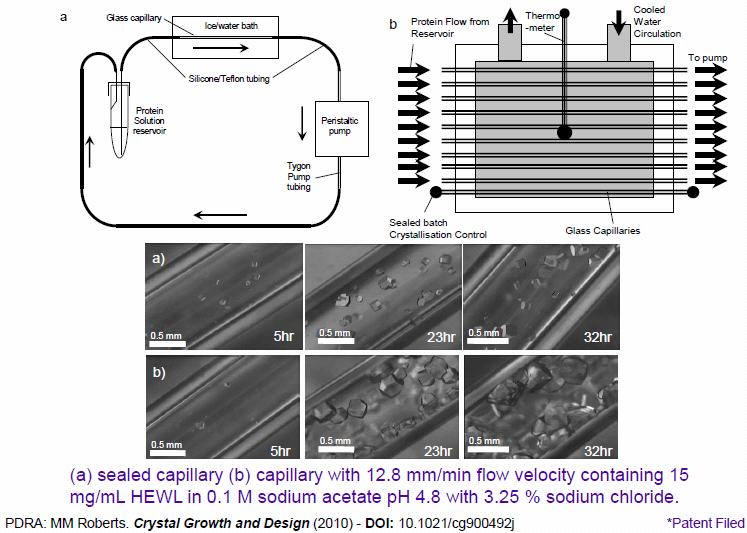 a
Glass capillary
Ice/water bath
Silicone/Teflon tubing
Protein
Solution
reservoir
Peristaltic
pump
Tygon
Pump
tubing
b
Protein Flow from
Reservoir
Thermo
-meter
Cooled
Water
Circulation
To pump
Sealed batch
Crystallisation Control
Glass Capillaries
a)
0.5 mm
5hr
0.5 mm
23hr
0.5 mm
32hr
b)
0.5 mm
5hr
0.5 mm
23hr
0.5 mm
32hr
(a) sealed capillary (b) capillary with 12.8 mm/min flow velocity containing 15
mg/mL HEWL in 0.1 M sodium acetate pH 4.8 with 3.25 % sodium chloride.
PDRA: MM Roberts. Crystal Growth and Design (2010) - DOI: 10.1021/cg900492j
*Patent Filed